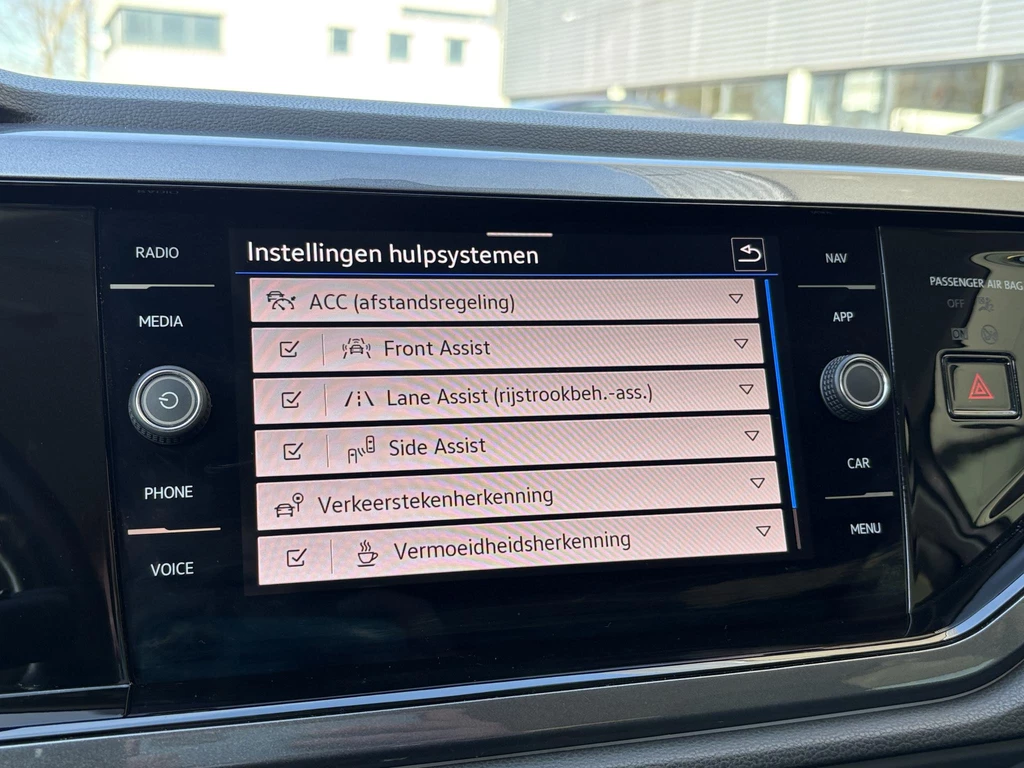 RADIO
MEDIA
PHONE
VOICE
Instellingen hulpsystemen
ACC (afstandsregeling)
Front Assist
Lane Assist (rijstrookbeh.-ass.)
Side Assist
Verkeerstekenherkenning
Vermoeidheidsherkenning
NAV
APP
CAR
MENU
PASSENGER AIR BAG
OFF
ON